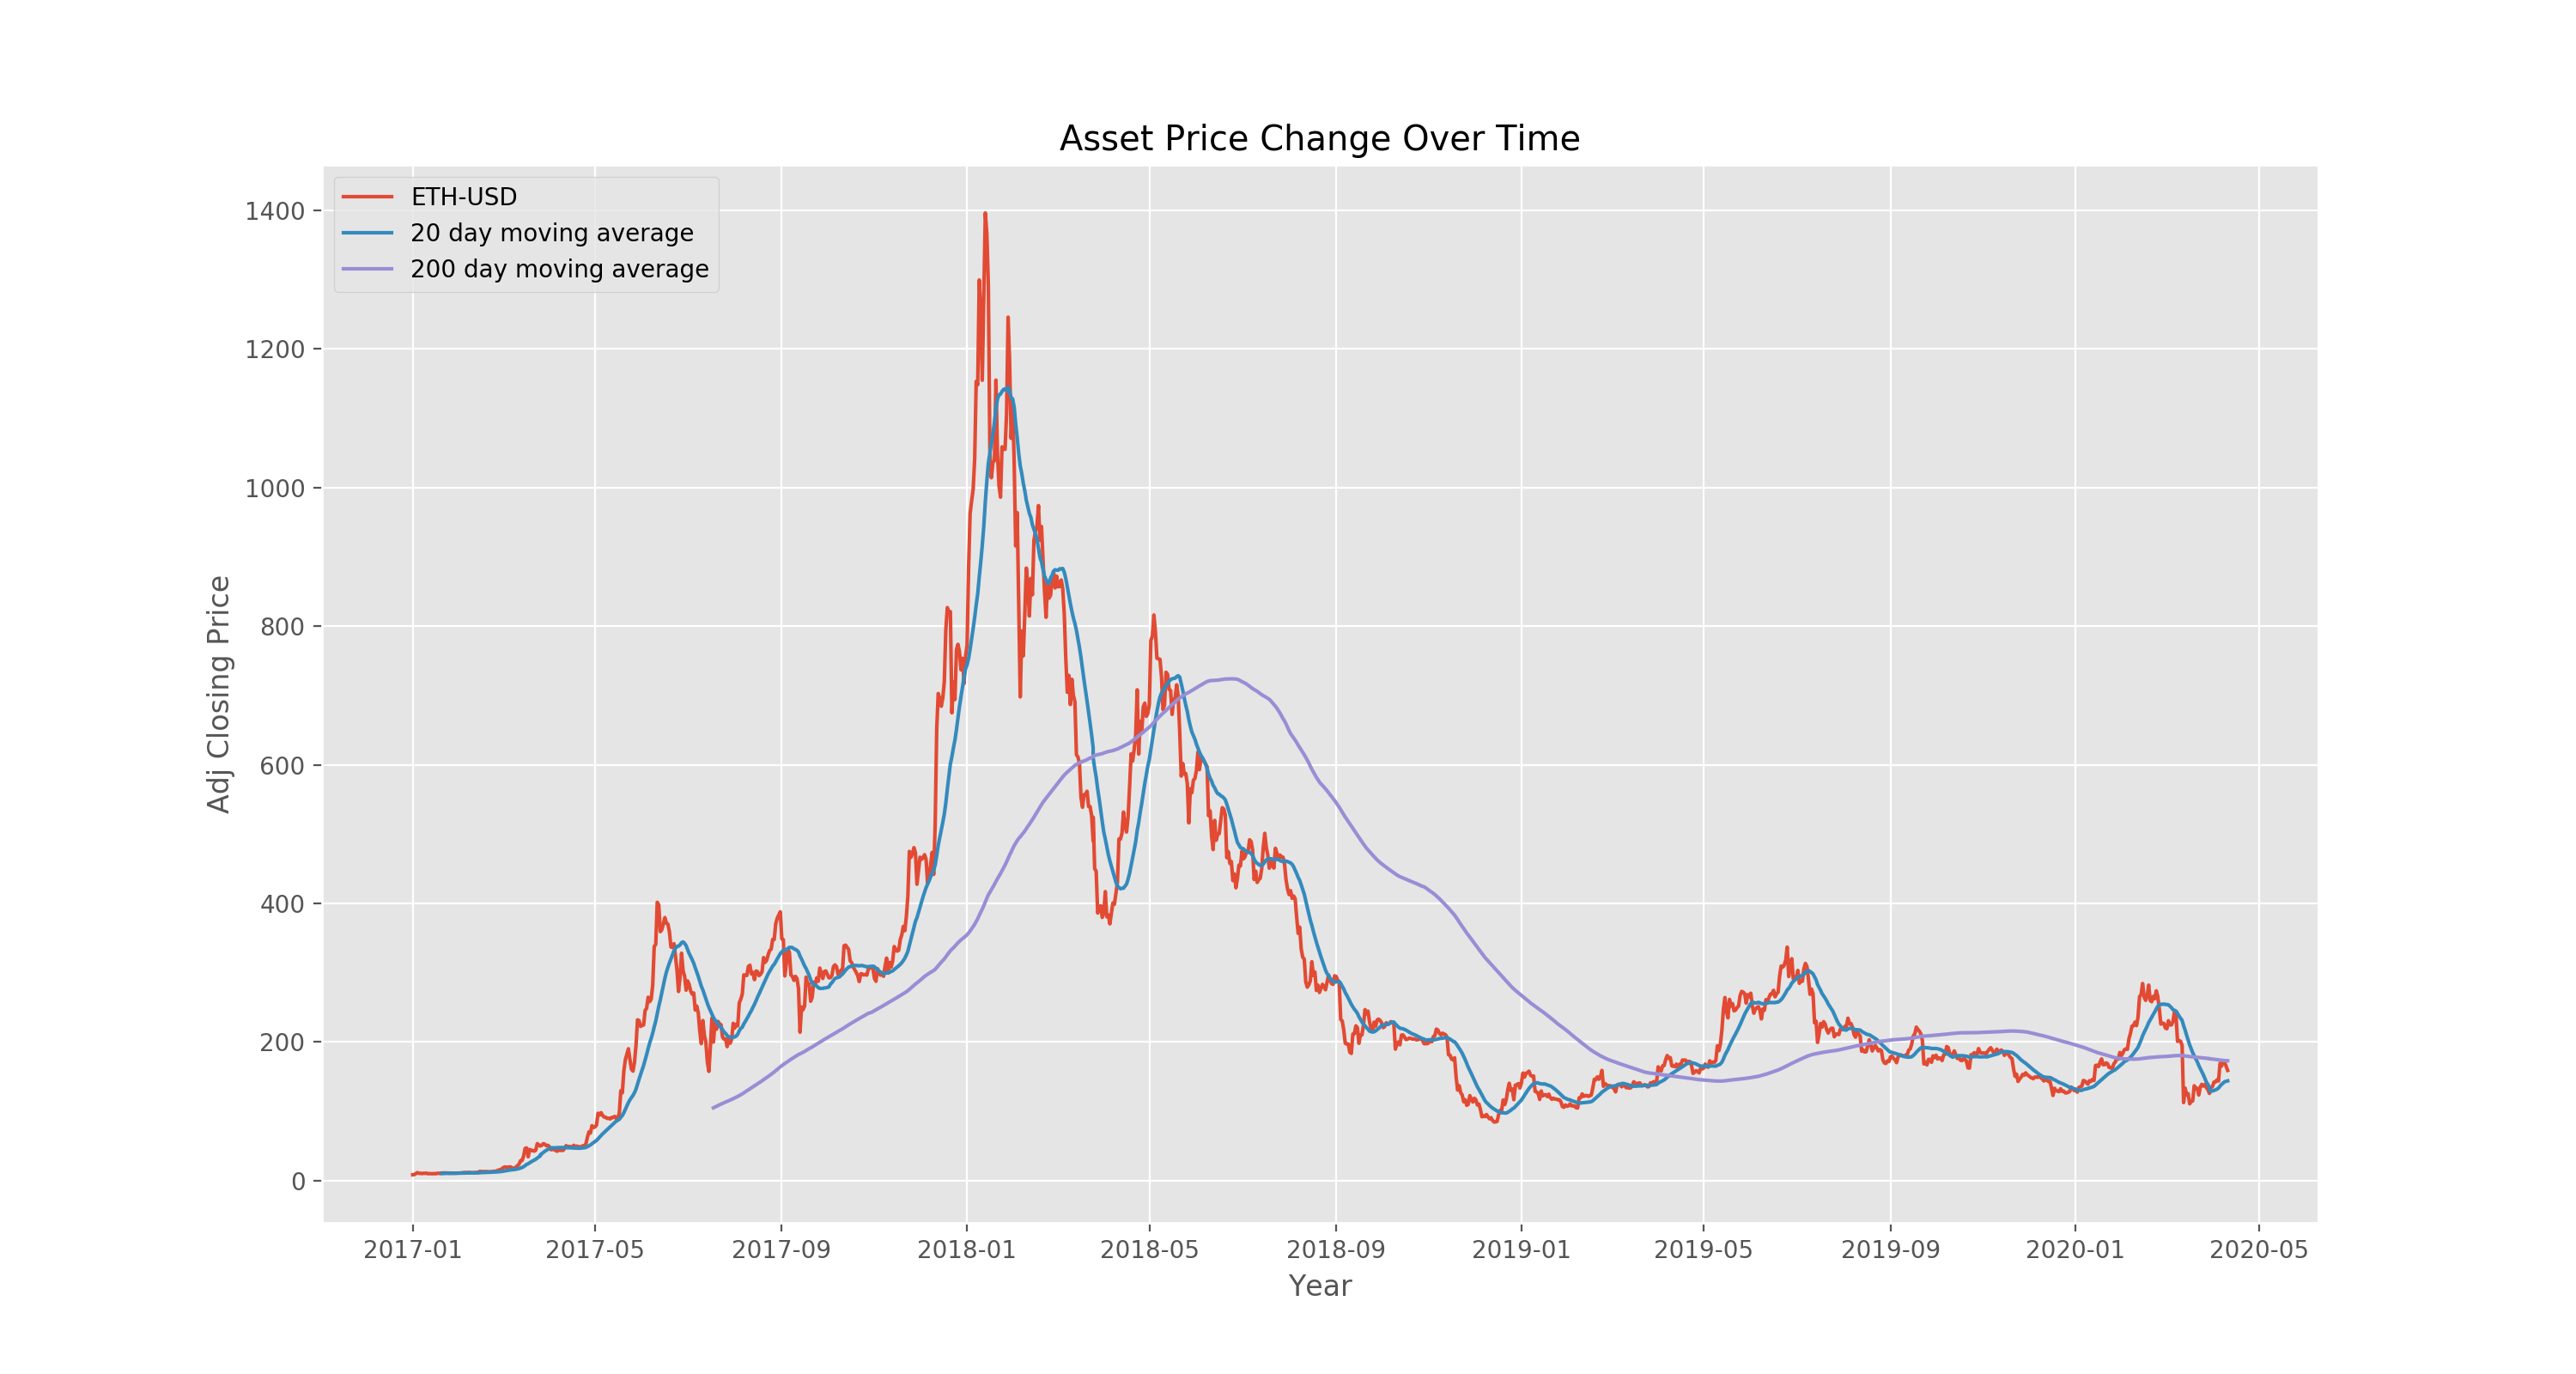 Asset Price Change Over Time
ETH-USD
20 day moving average
200 day moving average
1400
1200
1000
800
600
400
200
0
Adj Closing Price
2017-01 2017-05 2017-09 2018-01 2018-05 2018-09 2019-01 2019-05 2019-09 2020-01 2020-05
Year